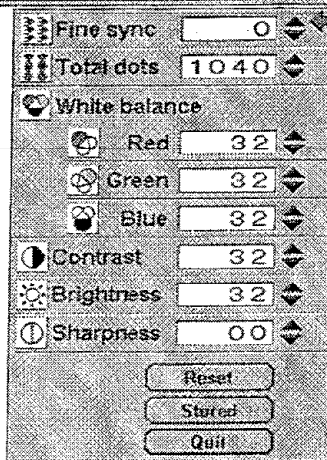 Fine sync 0
Total dots 1040
White balance
Red 32
Green 32
Blue 32
Contrast 32
Brightness 32
Sharpness 00
Reset
Stored
Quit